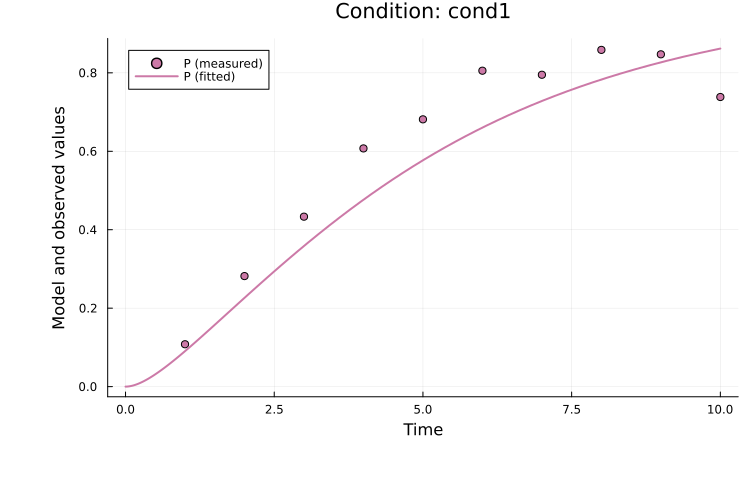 Condition: cond1
P (measured)
P (fitted)
Model and observed values
0.8
0.6
0.4
0.2
0.0
0.0 2.5 5.0 7.5 10.0
Time